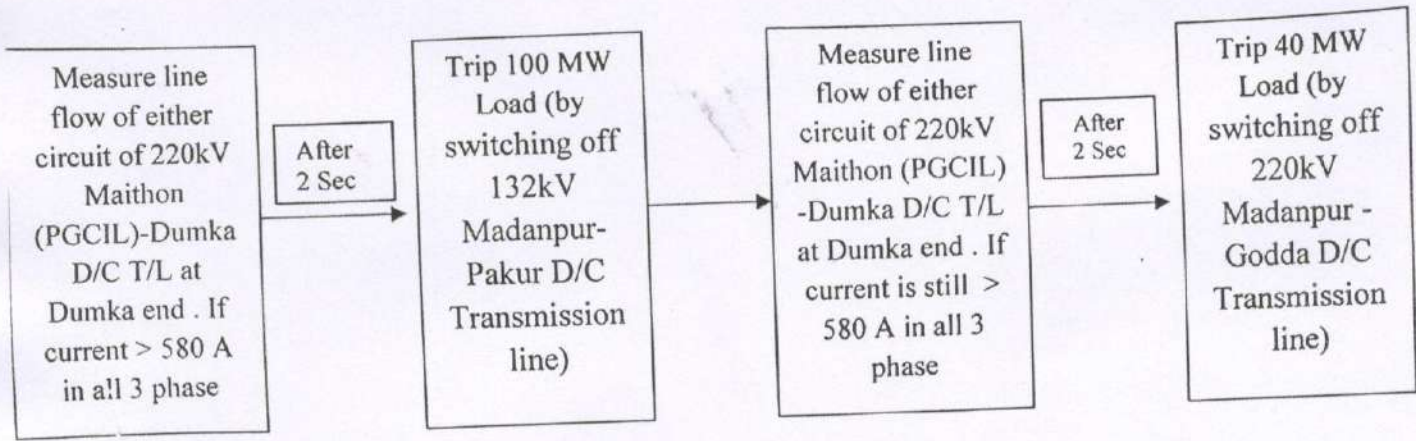 Measure line
flow of either
circuit of 220kV
Maithon
(PGCIL)-Dumka
D/C T/L at
Dumka end . If
current > 580 A
in all 3 phase
After
2 Sec
Trip 100 MW
Load (by
switching off
132kV
Madanpur-
Pakur D/C
Transmission
line)
Measure line
flow of either
circuit of 220kV
Maithon (PGCIL)
-Dumka D/C T/L
at Dumka end . If
current is still >
580 A in all 3
phase
After
2 Sec
Trip 40 MW
Load (by
switching off
220kV
Madanpur -
Godda D/C
Transmission
line)